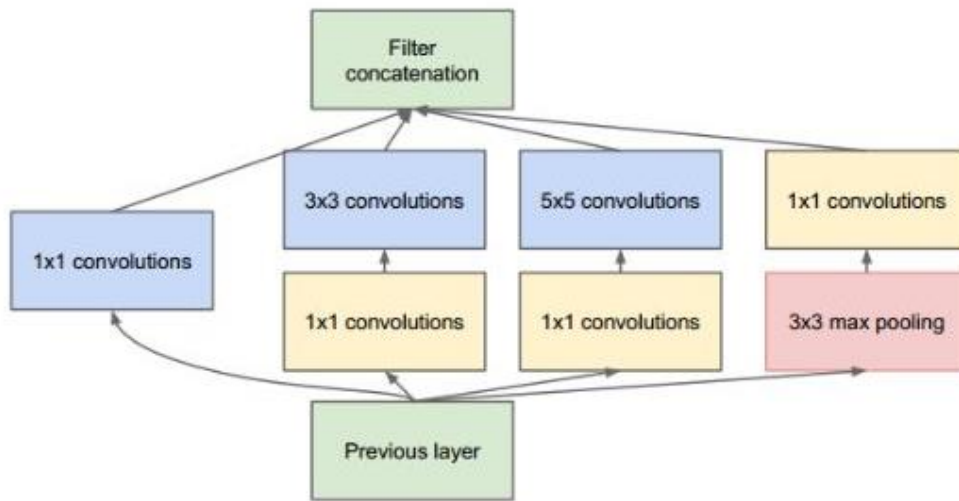 Filter
concatenation
3x3 convolutions
5x5 convolutions
1x1 convolutions
1x1 convolutions
1x1 convolutions
1x1 convolutions
3x3 max pooling
Previous layer